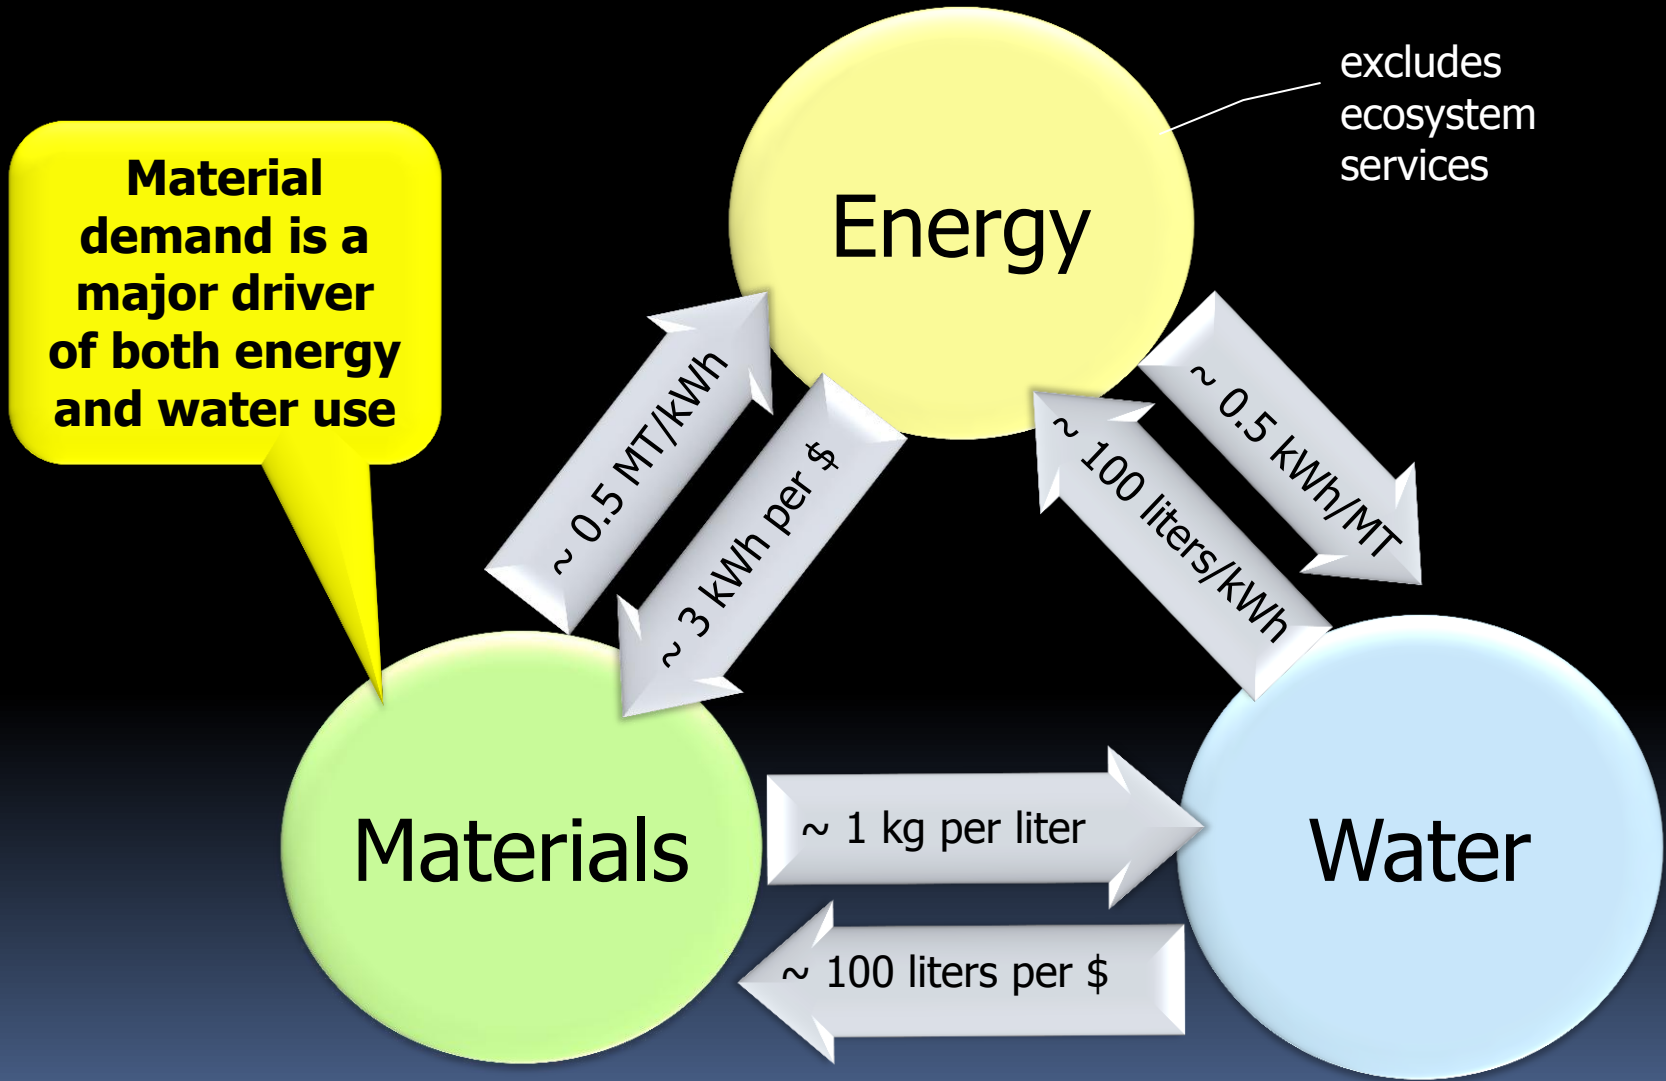 excludes
ecosystem
services
Material
demand is a
major driver
of both energy
and water use
Energy
~ 0.5 MT/kWh
~ 3 kWh per $
~ 0.5 kWh/MT
~ 100 liters/kWh
Materials
~ 1 kg per liter
Water
~ 100 liters per $